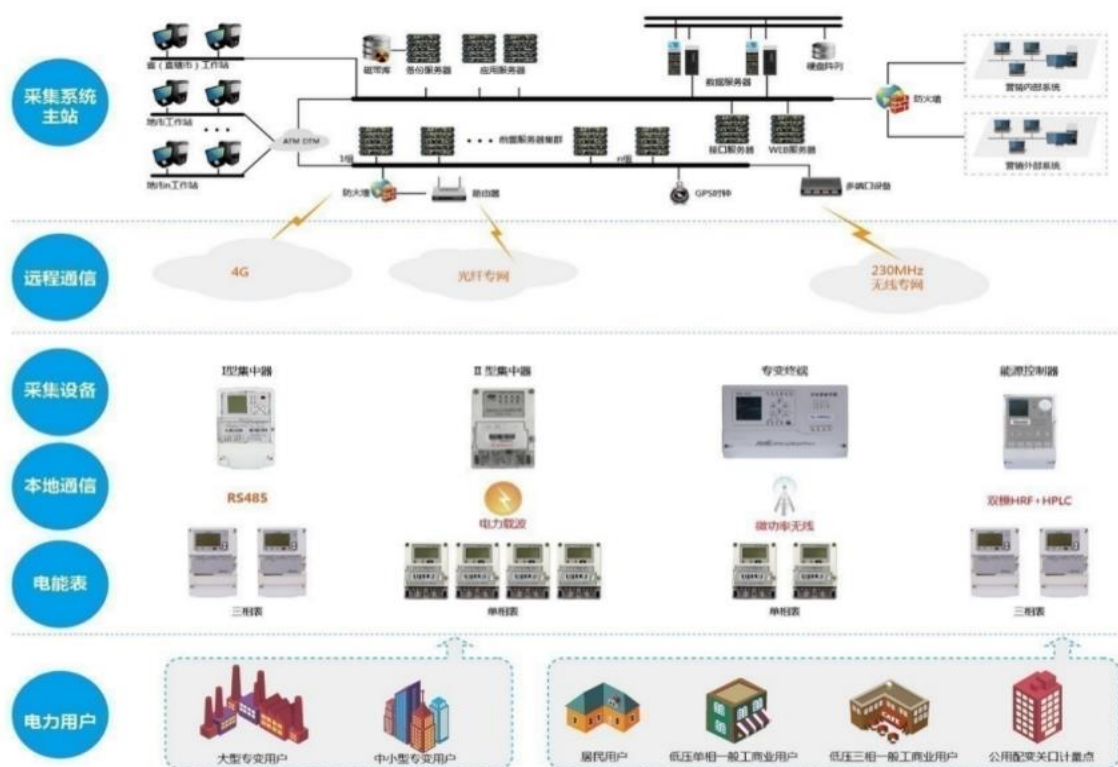 采集系统
主站
省（直辖市）工作站
地市工作站
地市n工作站
ATM DTM
磁带库
备份服务器
应用服务器
数据服务器
硬盘阵列
防火墙
营销内部系统
营销外部系统
1组
前置服务器集群
n组
接口服务器
WEB服务器
防火墙
路由器
GPS时钟
多端口设备
远程通信
4G
光纤专网
230MHz
无线专网
采集设备
I型集中器
II型集中器
专变终端
能源控制器
本地通信
RS485
电力载波
微功率无线
双模HRF+HPLC
电能表
三相表
单相表
单相表
三相表
电力用户
大型专变用户
中小型专变用户
居民用户
低压单相一般工商业用户
低压三相一般工商业用户
公用配变关口计量点
CAFE